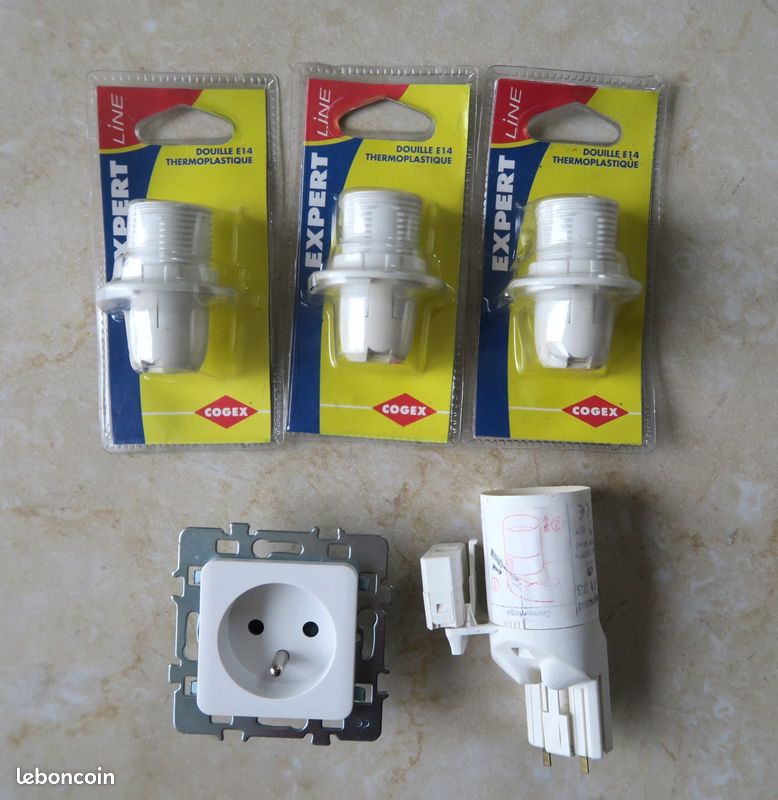 EXPERT LiNE
DOUILLE E14
THERMOPLASTIQUE
COGEX
EXPERT LiNE
DOUILLE E14
THERMOPLASTIQUE
COGEX
EXPERT LiNE
DOUILLE E14
THERMOPLASTIQUE
COGEX
Démontage
leboncoin